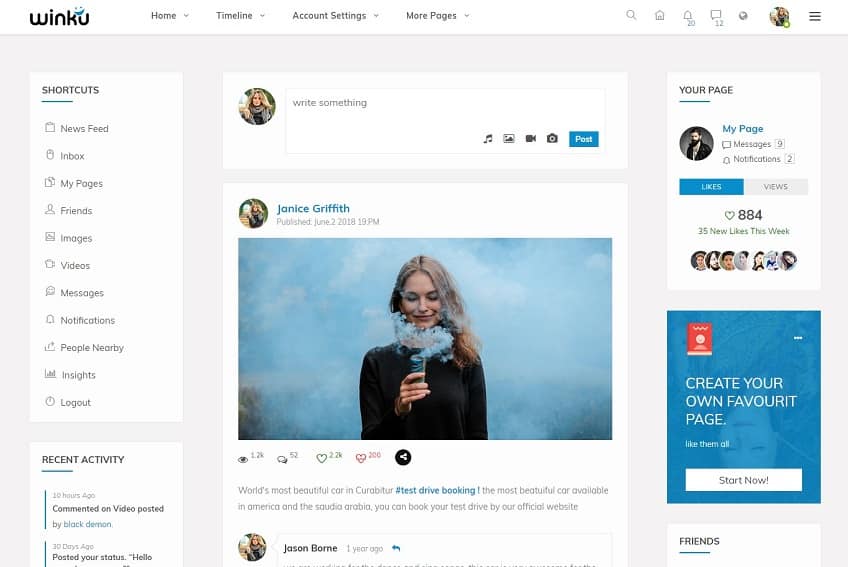 winku
Home
Timeline
Account Settings
More Pages
20
12
SHORTCUTS
News Feed
Inbox
My Pages
Friends
Images
Videos
Messages
Notifications
People Nearby
Insights
Logout
RECENT ACTIVITY
10 hours Ago
Commented on Video posted
by black demon.
30 Days Ago
Posted your status. “Hello
write something
Post
Janice Griffith
Published: June,2 2018 19:PM
1.2k
52
2.2k
200
World's most beautiful car in Curabitur #test drive booking ! the most beatuiful car available
in america and the saudia arabia, you can book your test drive by our official website
Jason Borne
1 year ago
YOUR PAGE
My Page
Messages 9
Notifications 2
LIKES
VIEWS
884
35 New Likes This Week
CREATE YOUR
OWN FAVOURIT
PAGE.
like them all
Start Now!
FRIENDS